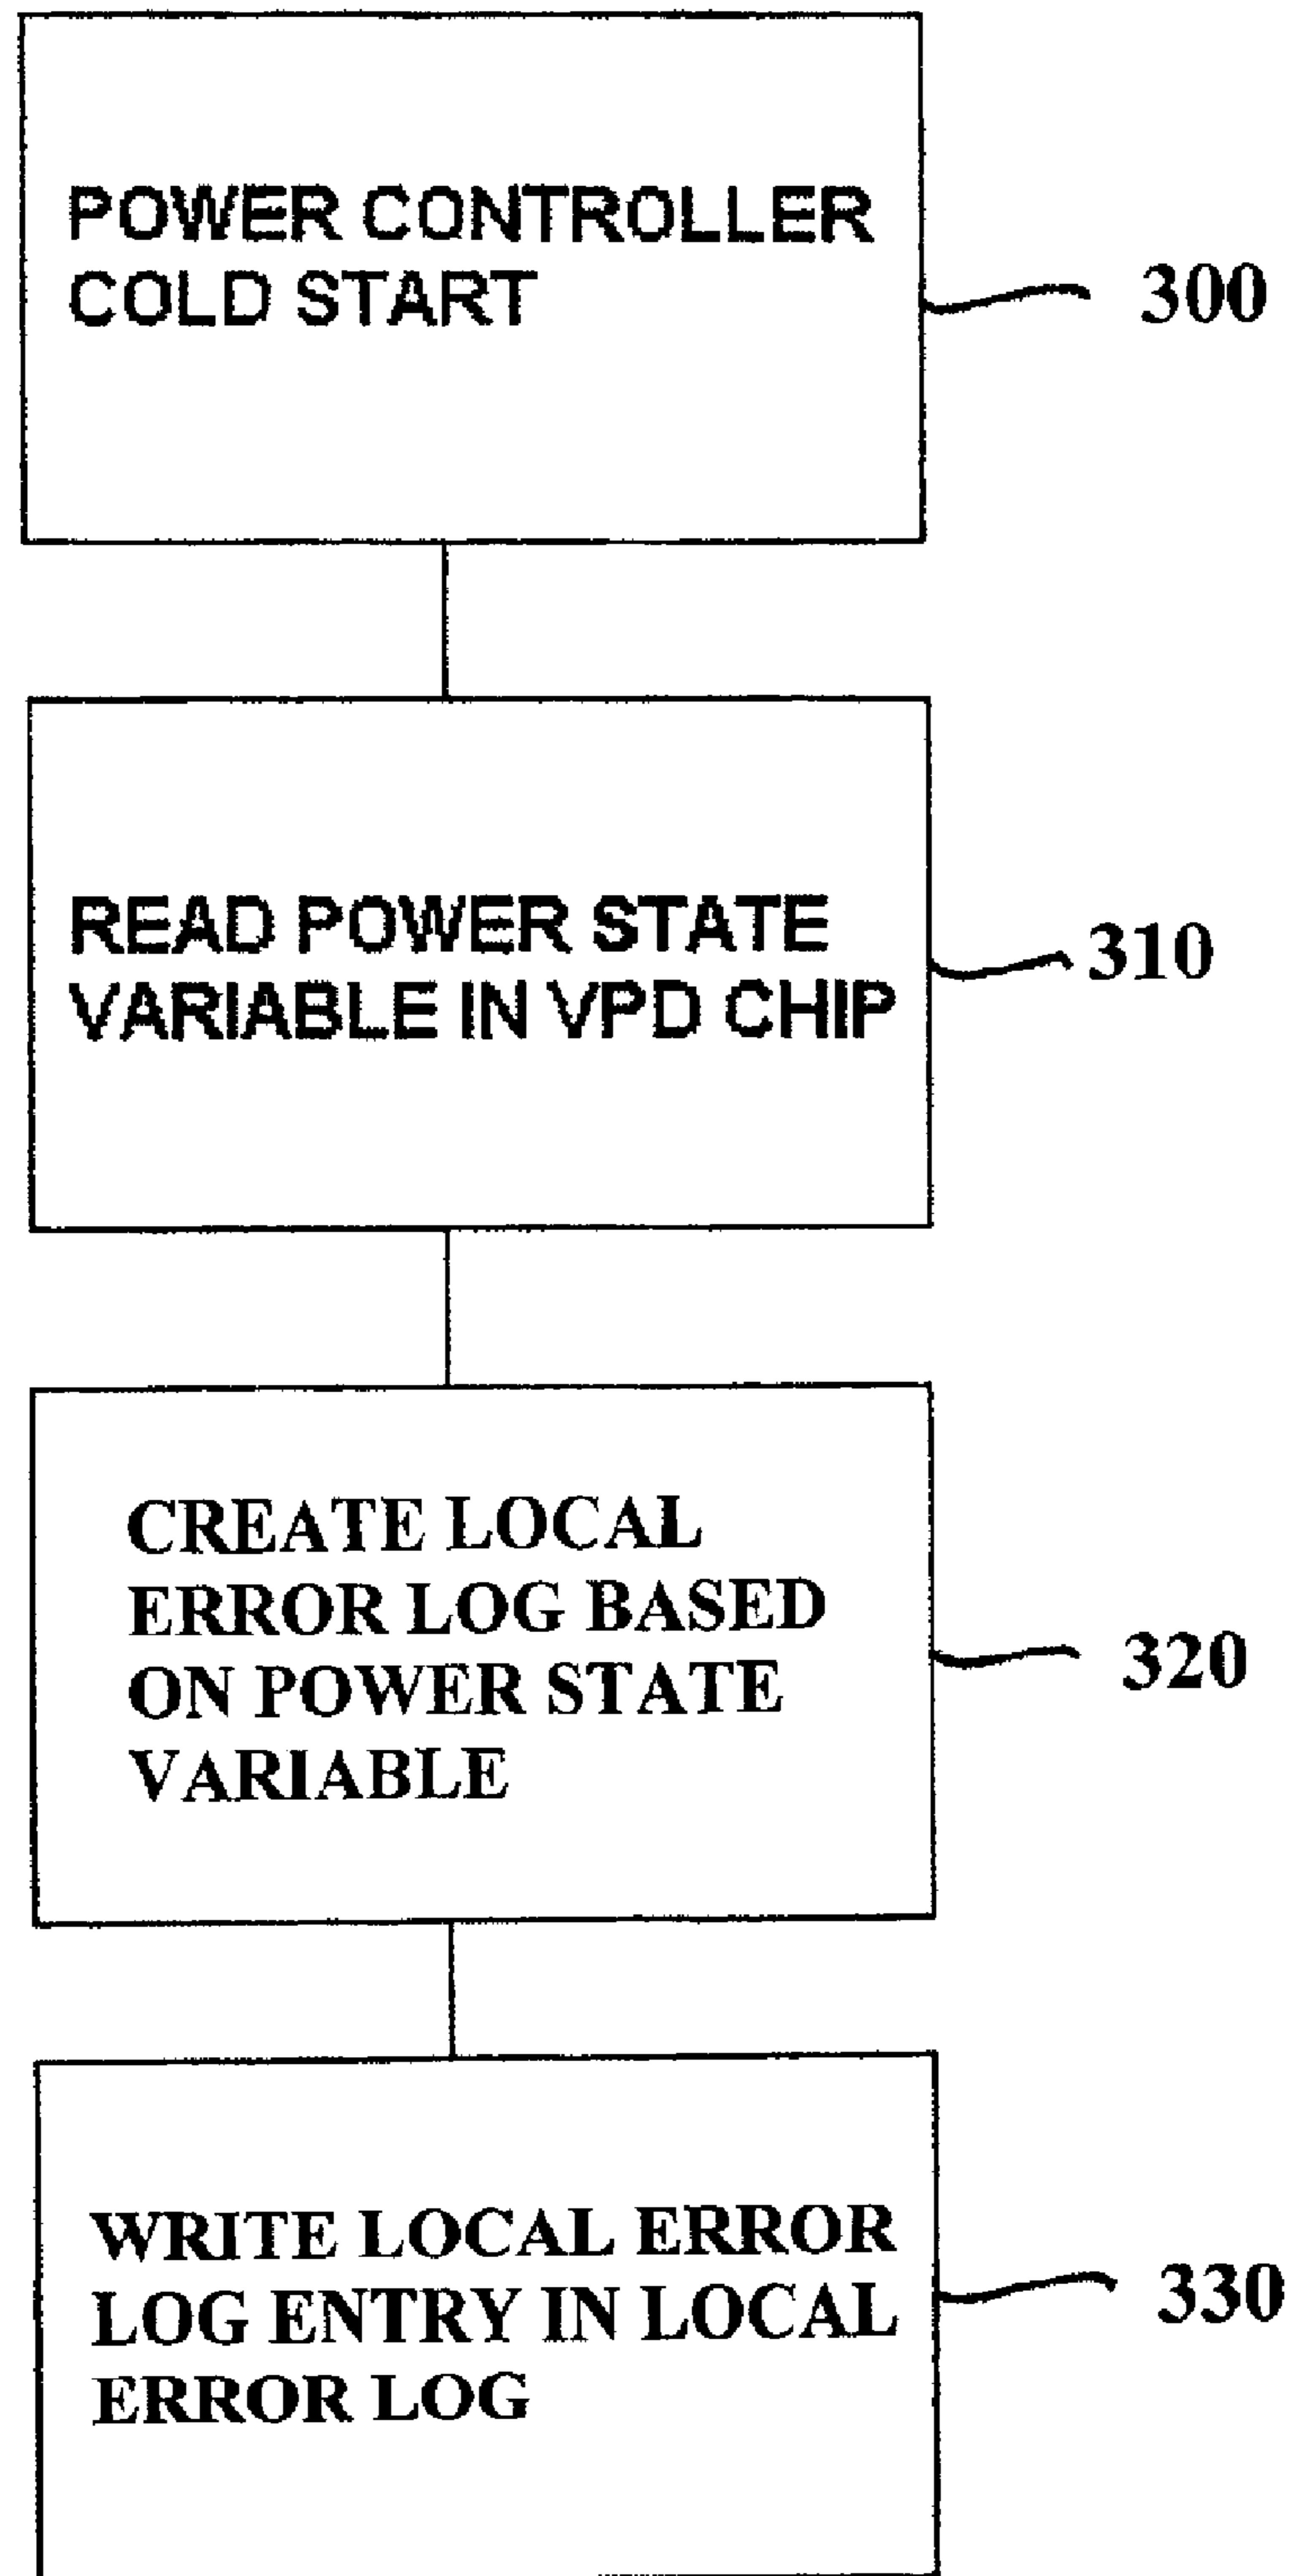 POWER CONTROLLER
COLD START
300
READ POWER STATE
VARIABLE IN VPD CHIP
310
CREATE LOCAL
ERROR LOG BASED
ON POWER STATE
VARIABLE
320
WRITE LOCAL ERROR
LOG ENTRY IN LOCAL
ERROR LOG
330